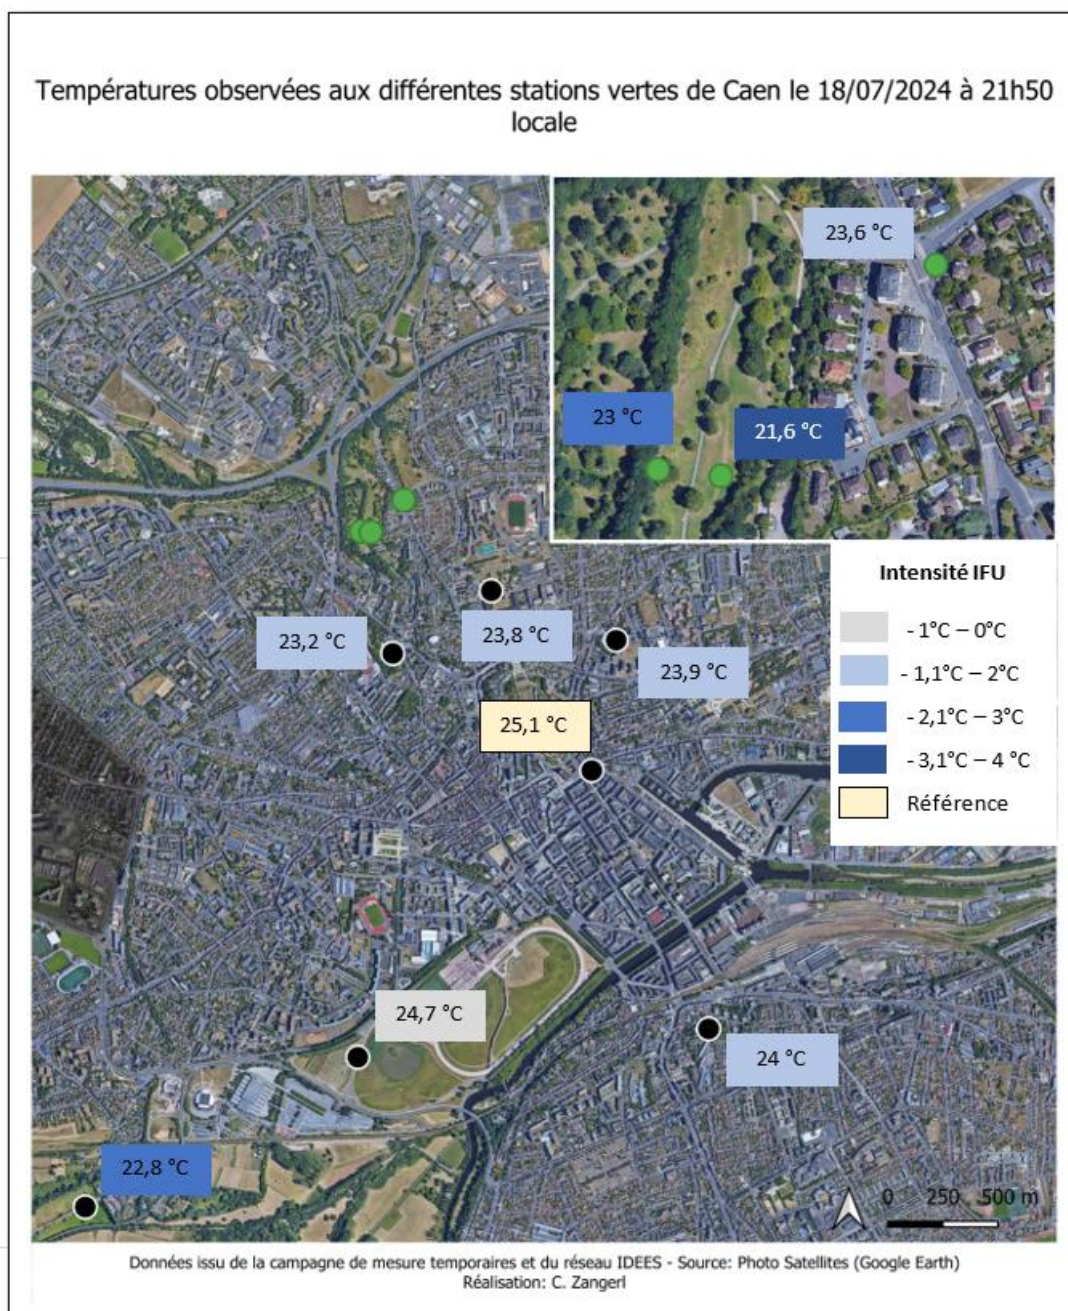 Températures observées aux différentes stations vertes de Caen le 18/07/2024 à 21h50
locale
23,6 °C
23 °C
21,6 °C
Intensité IFU
- 1°C – 0°C
- 1,1°C – 2°C
- 2,1°C – 3°C
- 3,1°C – 4 °C
Référence
23,2 °C
23,8 °C
23,9 °C
25,1 °C
24,7 °C
24 °C
22,8 °C
0 250 500 m
Données issu de la campagne de mesure temporaires et du réseau IDEES - Source: Photo Satellites (Google Earth)
Réalisation: C. Zangerl